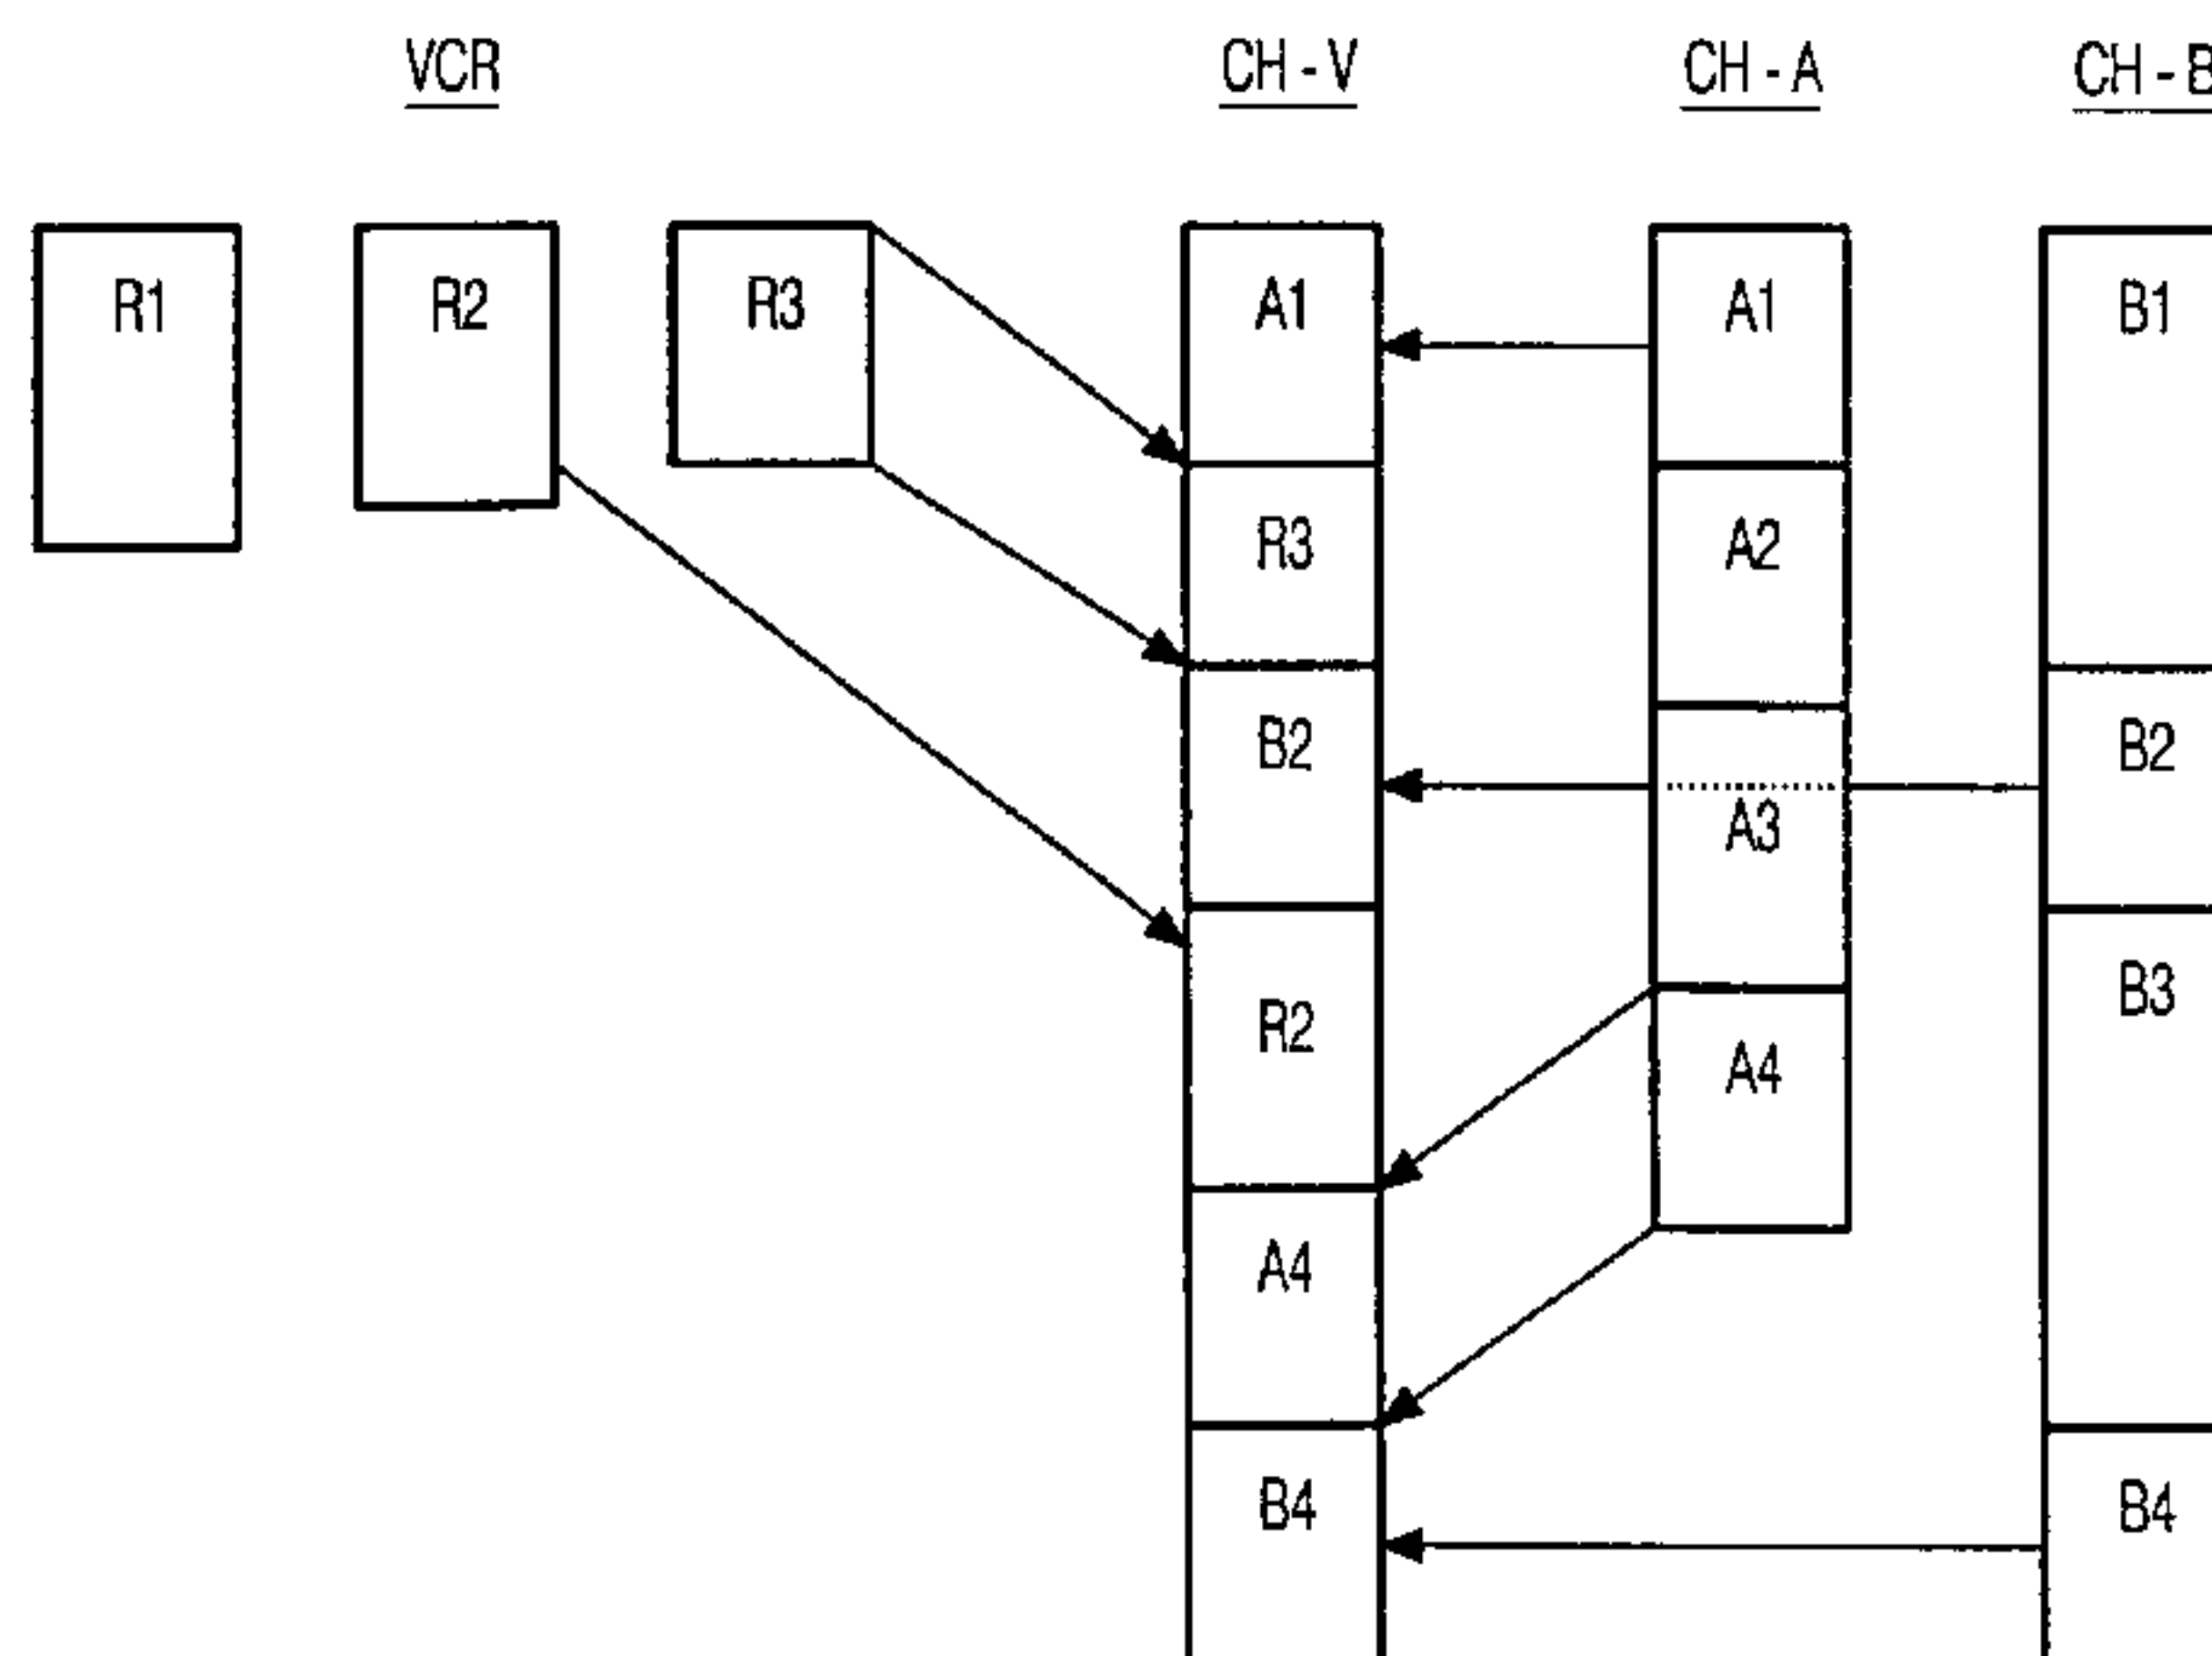 VCR CH - V CH - A CH - B
R1 R2 R3 A1 A1 B1
R3 A2
B2 B2
A3
R2 B3
A4
A4
B4 B4